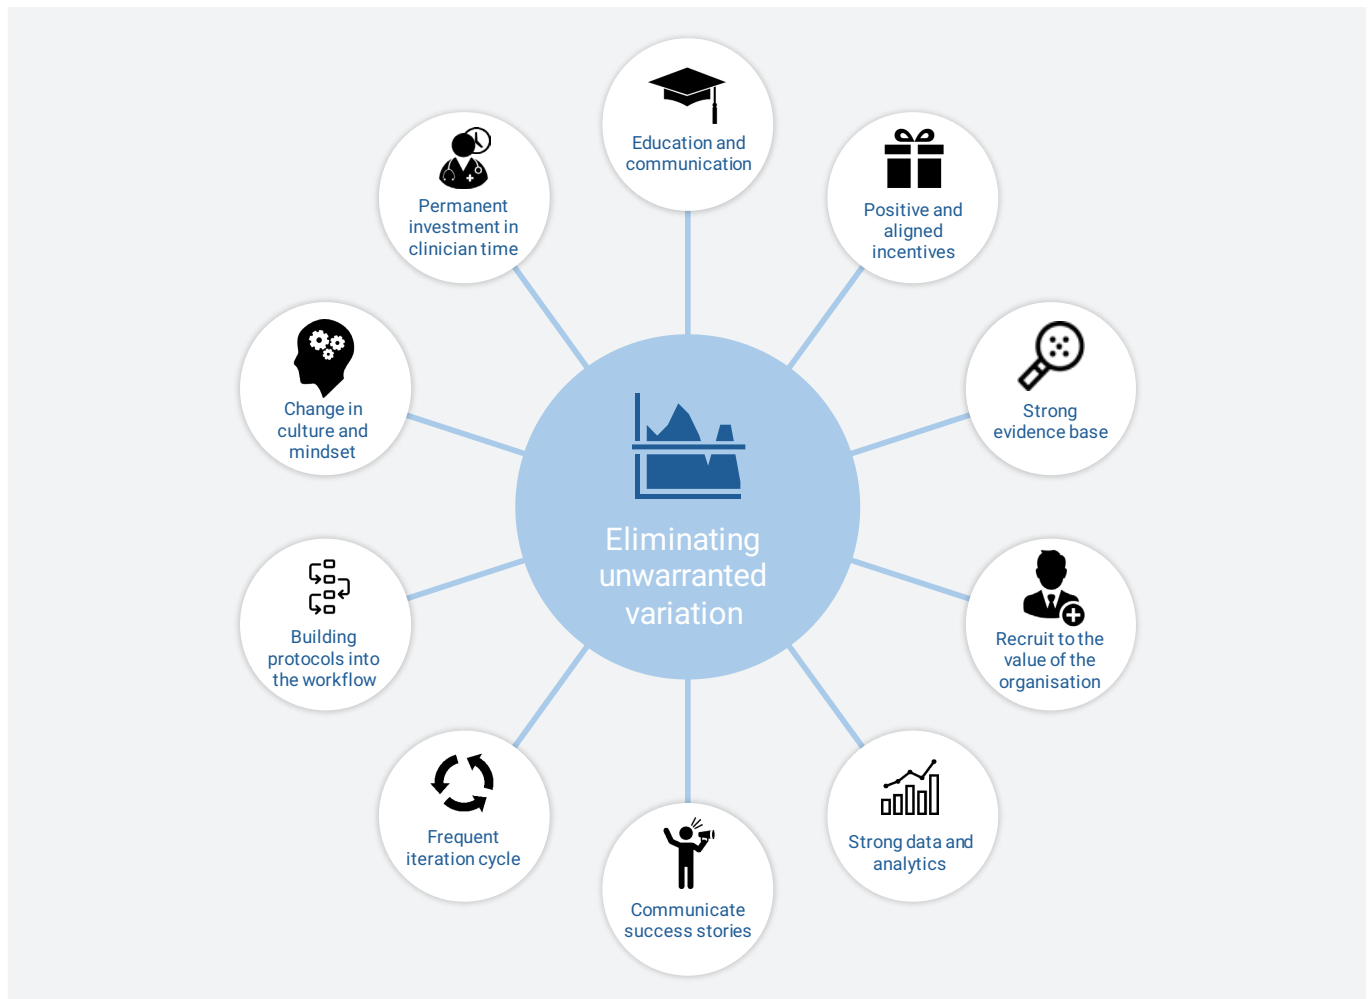 Education and
communication
Positive and
aligned
incentives
Strong
evidence base
Recruit to the
value of the
organisation
Strong data and
analytics
Communicate
success stories
Frequent
iteration cycle
Building
protocols into
the workflow
Change in
culture and
mindset
Permanent
investment in
clinician time
Eliminating
unwarranted
variation